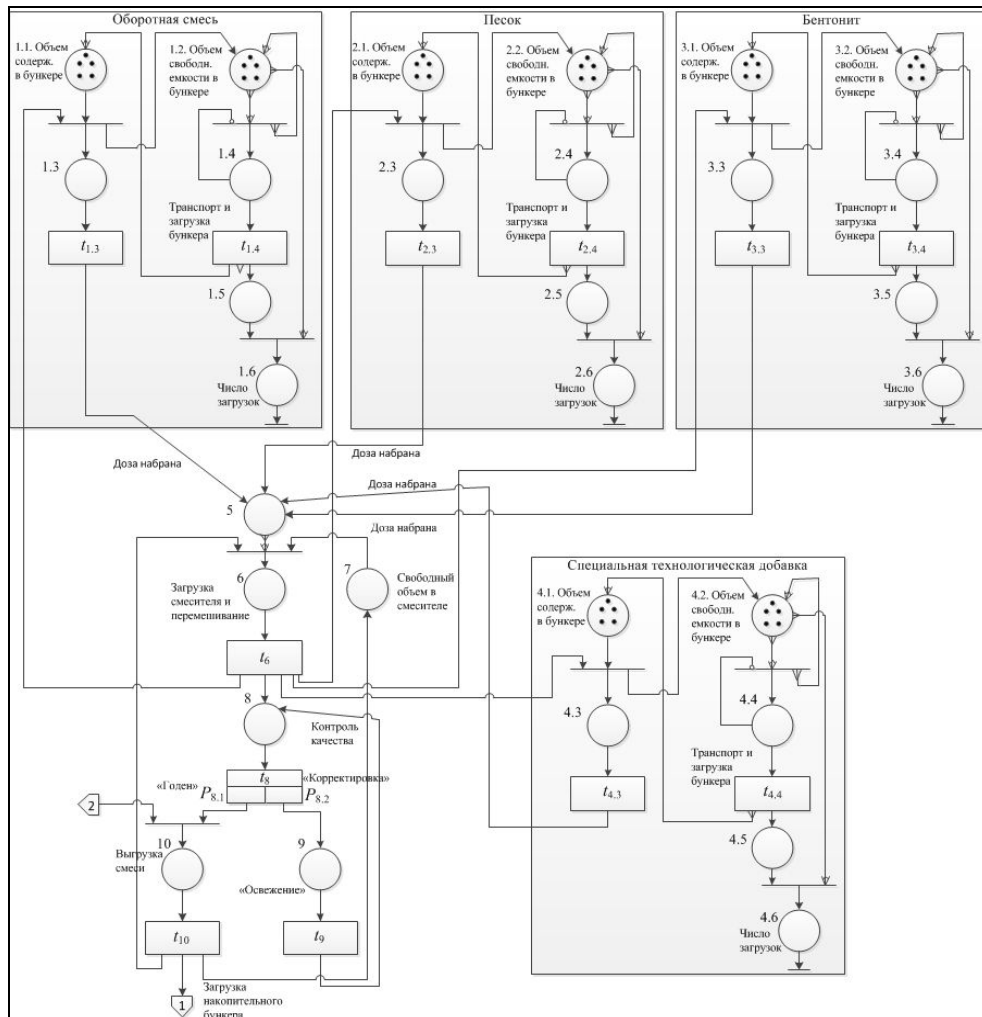 Оборотная смесь
1.1. Объем
содерж.
в бункере
1.2. Объем
свободн.
емкости в
бункере
1.3
1.4
Транспорт и
загрузка
бункера
t1.3
t1.4
1.5
1.6
Число
загрузок
Песок
2.1. Объем
содерж.
в бункере
2.2. Объем
свободн.
емкости в
бункере
2.3
2.4
Транспорт и
загрузка
бункера
t2.3
t2.4
2.5
2.6
Число
загрузок
Бентонит
3.1. Объем
содерж.
в бункере
3.2. Объем
свободн.
емкости в
бункере
3.3
3.4
Транспорт и
загрузка
бункера
t3.3
t3.4
3.5
3.6
Число
загрузок
Доза набрана
Доза набрана
Доза набрана
5
Доза набрана
6
7
Загрузка
смесителя и
перемешивание
Свободный
объем в
смесителе
t6
8
Контроль
качества
t8
«Годен»
«Корректировка»
P8.1
P8.2
2
10
9
Выгрузка
смеси
«Освежение»
t10
t9
1
Загрузка
накопительного
бункера
Специальная технологическая добавка
4.1. Объем
содерж.
в бункере
4.2. Объем
свободн.
емкости в
бункере
4.3
4.4
Транспорт и
загрузка
бункера
t4.3
t4.4
4.5
4.6
Число
загрузок